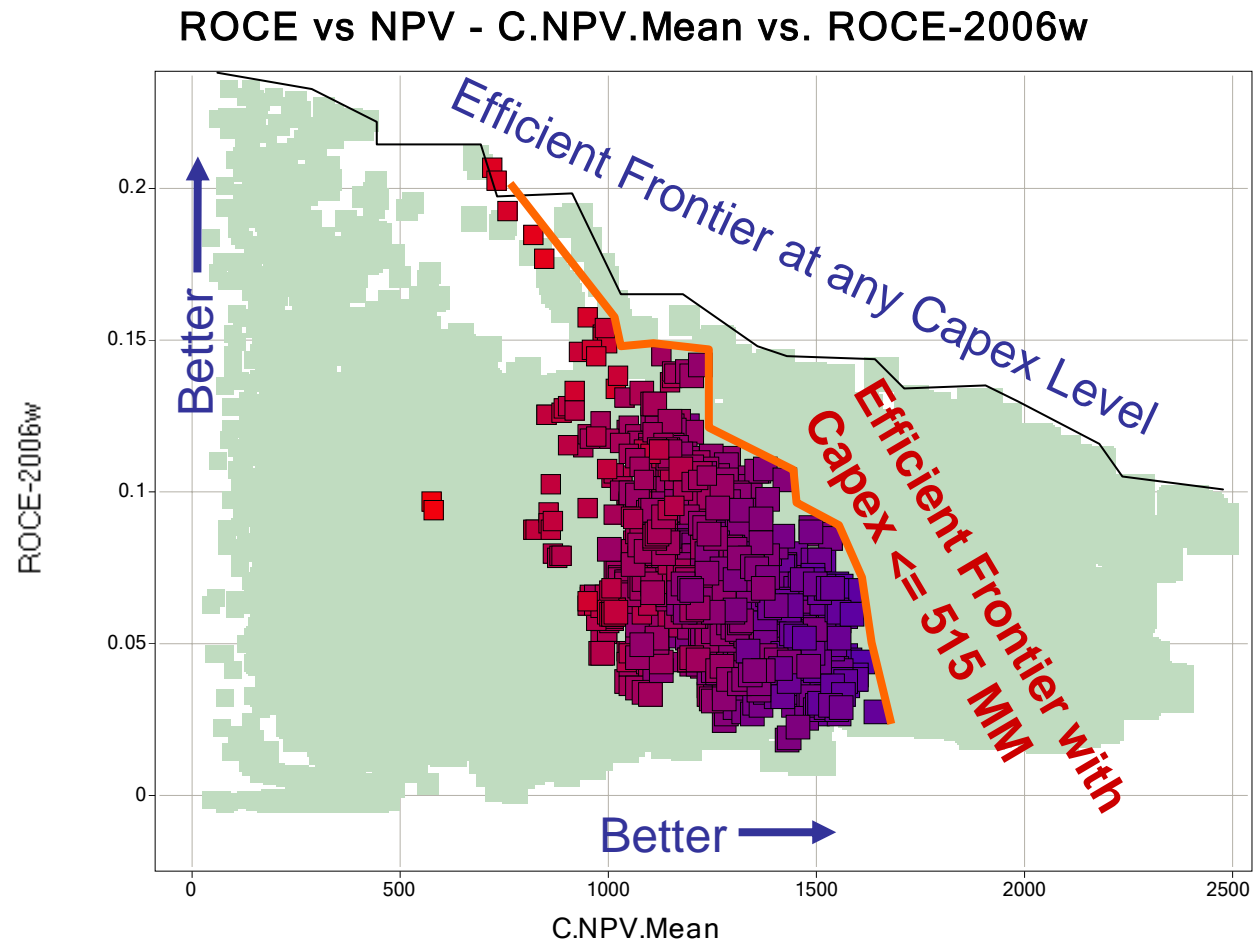 ROCE vs NPV - C.NPV.Mean vs. ROCE-2006w
Efficient Frontier at any Capex Level
Better
Efficient Frontier with
Capex <= 515 MM
Better
ROCE-2006w
0.2
0.15
0.1
0.05
0
0
500
1000
1500
2000
2500
C.NPV.Mean